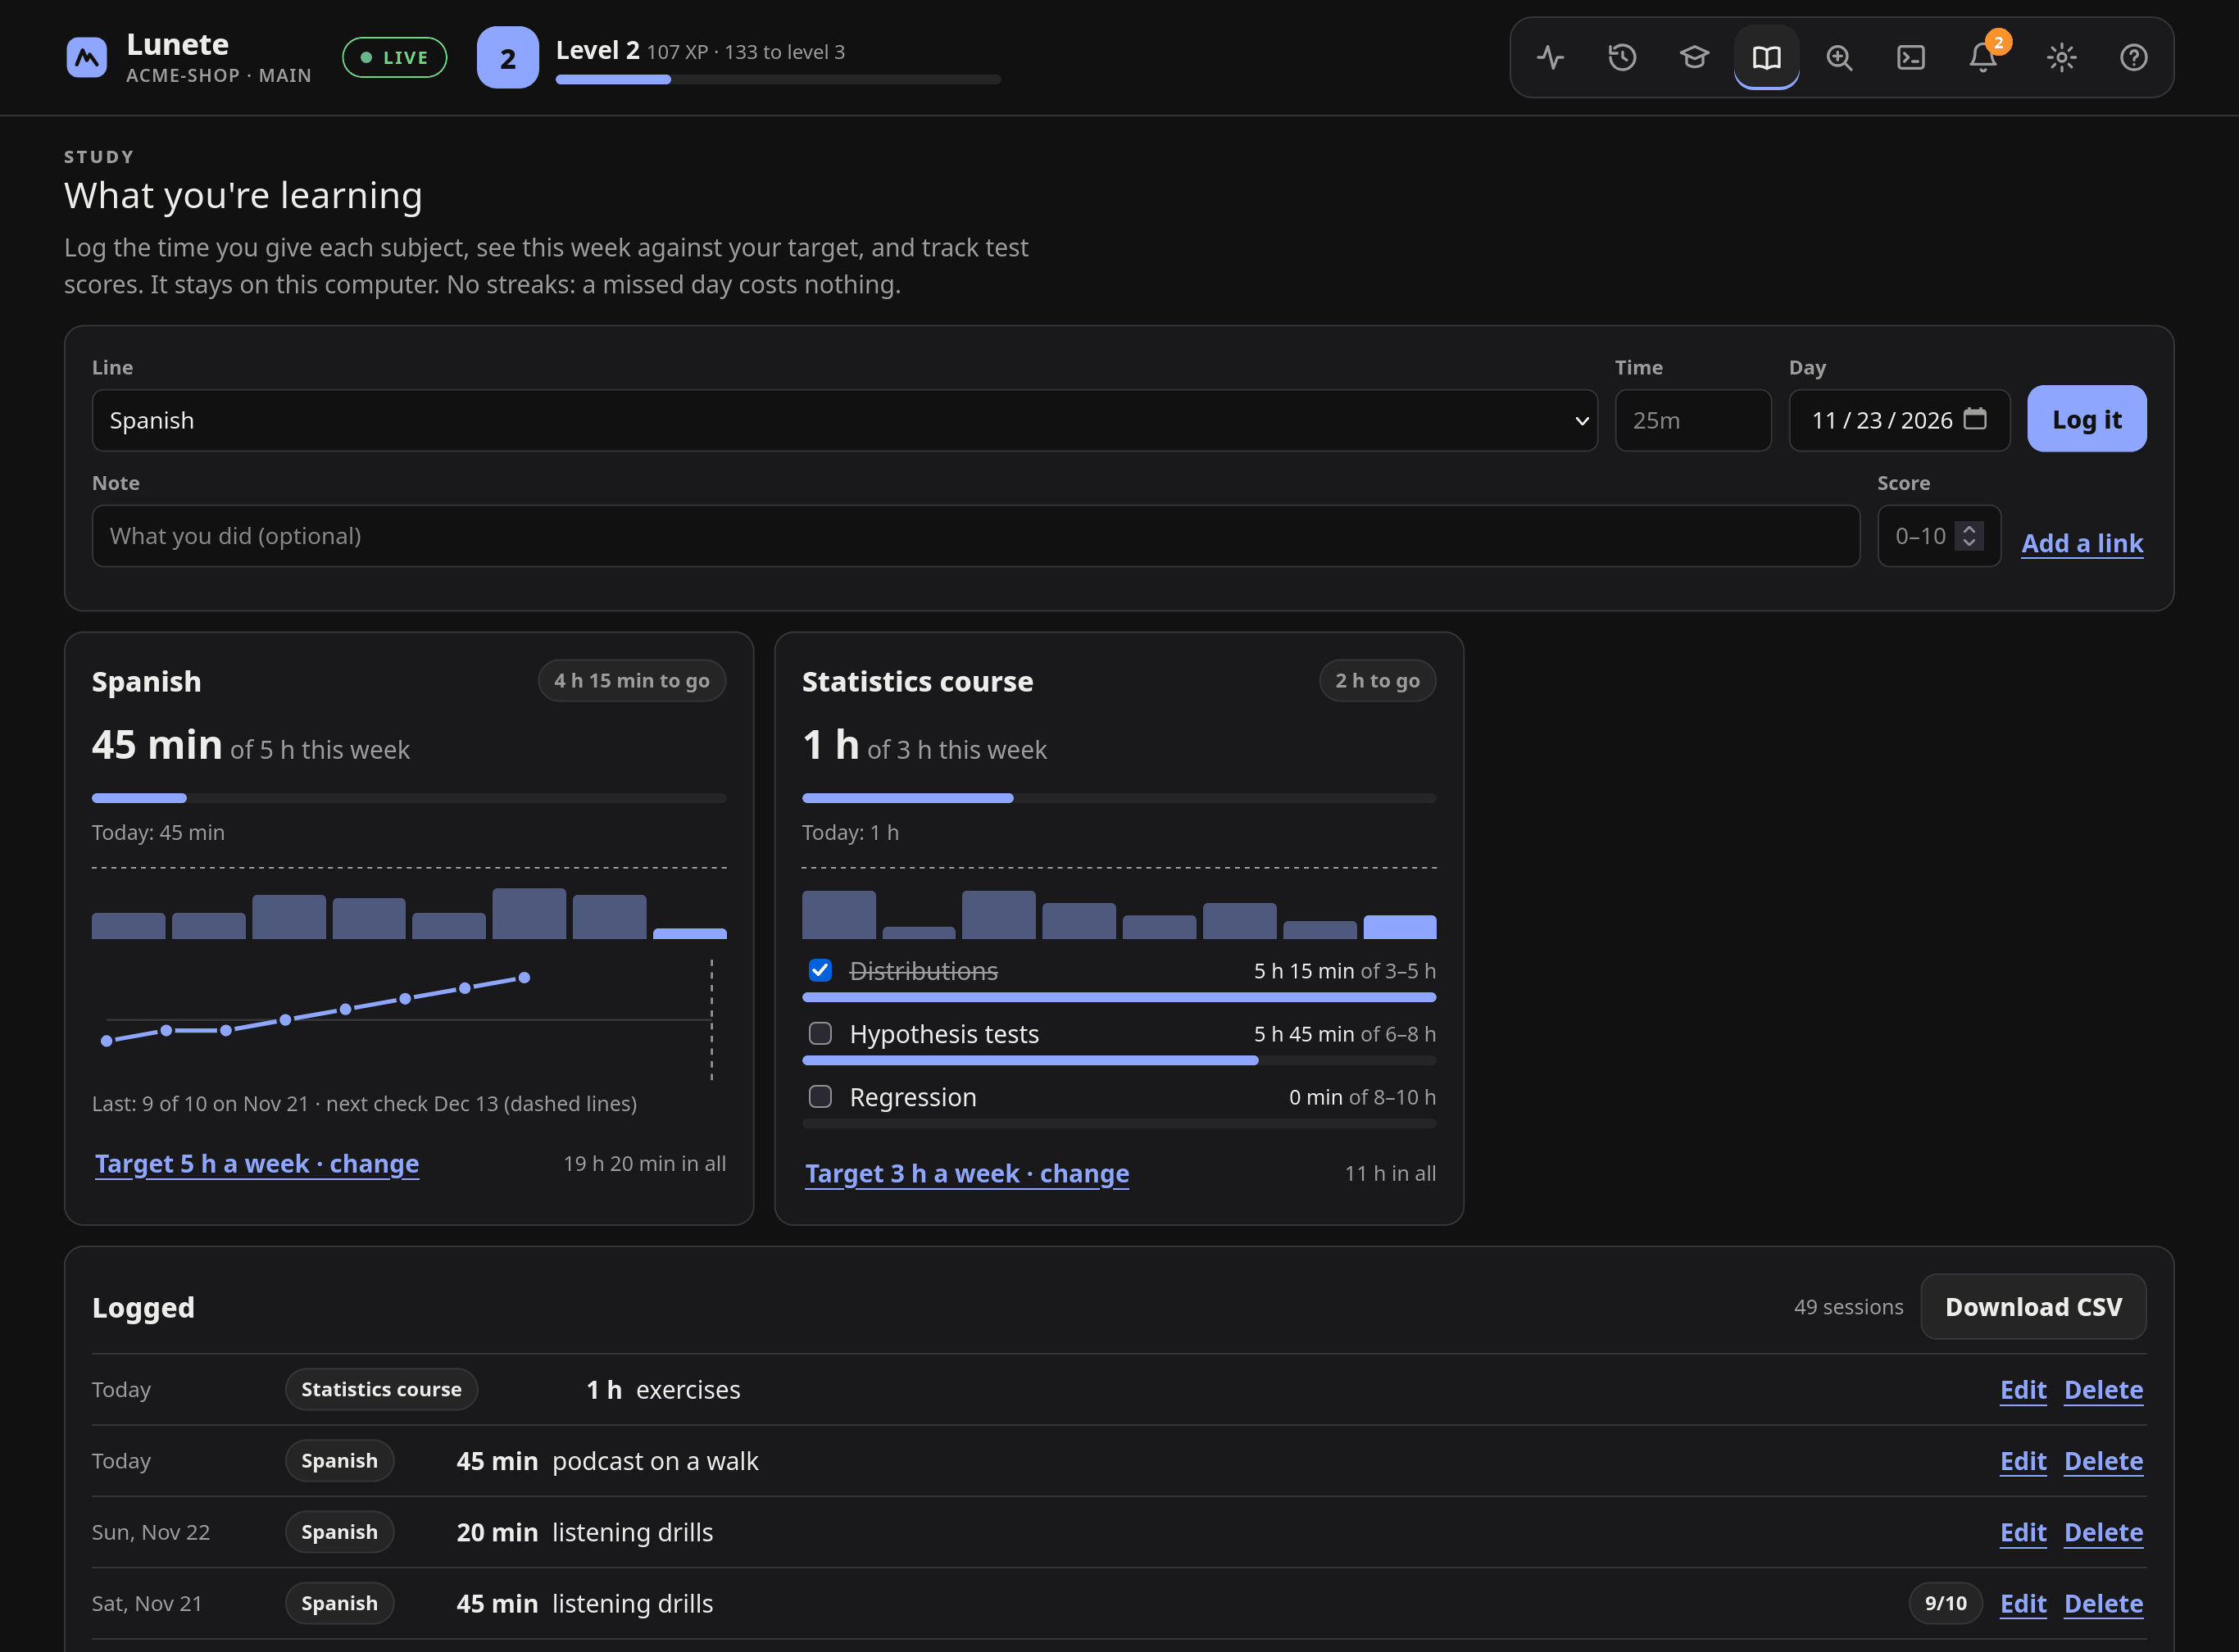 Lunete
ACME-SHOP · MAIN
LIVE
2
Level 2 107 XP · 133 to level 3
2
STUDY
What you're learning
Log the time you give each subject, see this week against your target, and track test
scores. It stays on this computer. No streaks: a missed day costs nothing.
Line
Time
Day
Spanish
25m
11/23/2026
Log it
Note
Score
What you did (optional)
0–10
Add a link
Spanish
4 h 15 min to go
45 min of 5 h this week
Today: 45 min
Last: 9 of 10 on Nov 21 · next check Dec 13 (dashed lines)
Target 5 h a week · change
19 h 20 min in all
Statistics course
2 h to go
1 h of 3 h this week
Today: 1 h
Distributions
5 h 15 min of 3–5 h
Hypothesis tests
5 h 45 min of 6–8 h
Regression
0 min of 8–10 h
Target 3 h a week · change
11 h in all
Logged
49 sessions
Download CSV
Today
Statistics course
1 h exercises
Edit Delete
Today
Spanish
45 min podcast on a walk
Edit Delete
Sun, Nov 22
Spanish
20 min listening drills
Edit Delete
Sat, Nov 21
Spanish
45 min listening drills
9/10
Edit Delete